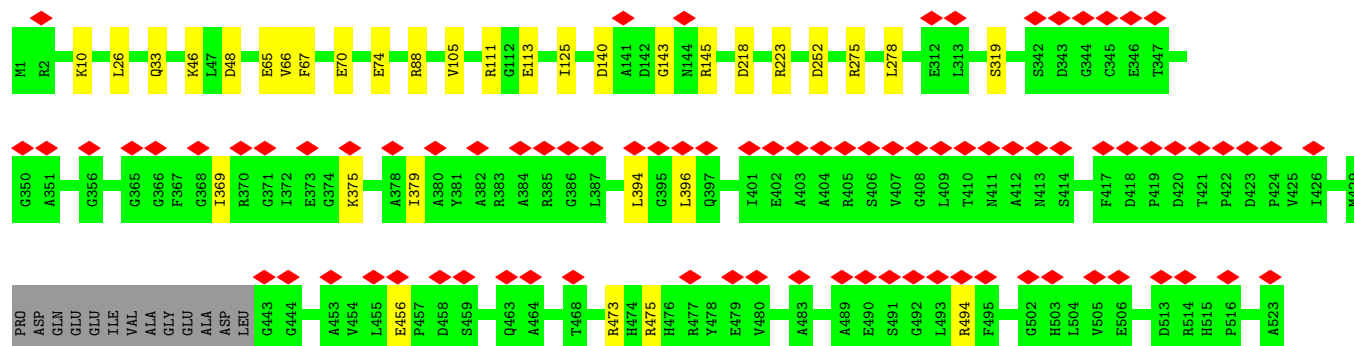 M1 R2 K10 L26 Q33 K46 L47 D48 E65 V66 F67 E70 E74 R88 V105 R111 G112 E113 I125 D140 A141 D142 G143 N144 R145 D218 R223 D252 R275 L278 E312 L313 S319 S342 D343 G344 C345 E346 T347
G350 A351 G356 G365 G366 F367 G368 I369 R370 G371 I372 E373 G374 K375 A378 I379 A380 Y381 A382 R383 A384 R385 G386 L387 L394 G395 L396 Q397 I401 E402 A403 A404 R405 S406 V407 G408 L409 T410 N411 A412 N413 S414 F417 D418 P419 D420 T421 P422 D423 P424 V425 I426
PRO ASP GLN GLU GLU ILE VAL ALA GLY GLU ALA ASP LEU G443 G444 A453 V454 L455 E456 P457 D458 S459 Q463 A464 T468 R473 H474 R475 H476 R477 Y478 E479 V480 A483 A489 E490 S491 G492 L493 R494 F495 G502 H503 L504 V505 E506 D513 R514 H515 P516 A523